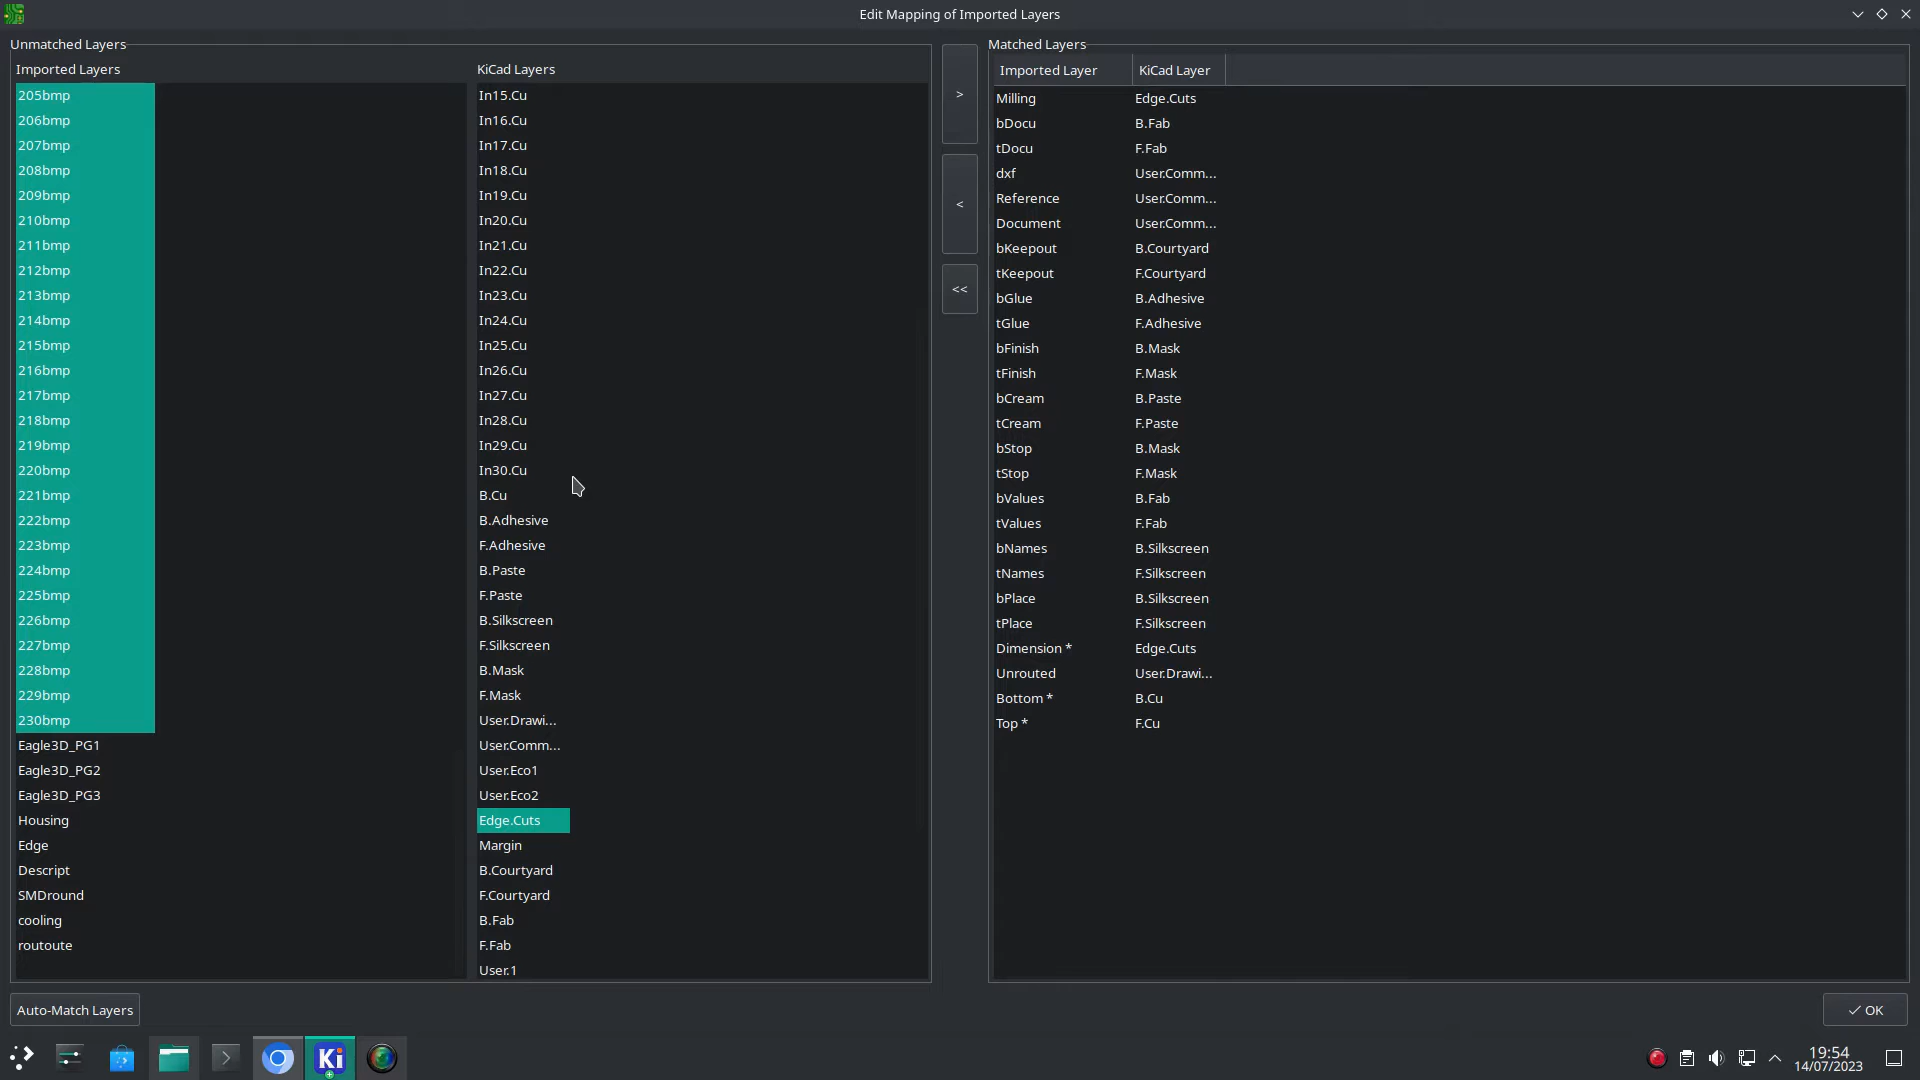 Edit Mapping of Imported Layers
Unmatched Layers
Imported Layers
205bmp
206bmp
207bmp
208bmp
209bmp
210bmp
211bmp
212bmp
213bmp
214bmp
215bmp
216bmp
217bmp
218bmp
219bmp
220bmp
221bmp
222bmp
223bmp
224bmp
225bmp
226bmp
227bmp
228bmp
229bmp
230bmp
Eagle3D_PG1
Eagle3D_PG2
Eagle3D_PG3
Housing
Edge
Descript
SMDround
cooling
routoute
KiCad Layers
In15.Cu
In16.Cu
In17.Cu
In18.Cu
In19.Cu
In20.Cu
In21.Cu
In22.Cu
In23.Cu
In24.Cu
In25.Cu
In26.Cu
In27.Cu
In28.Cu
In29.Cu
In30.Cu
B.Cu
B.Adhesive
F.Adhesive
B.Paste
F.Paste
B.Silkscreen
F.Silkscreen
B.Mask
F.Mask
User.Drawi...
User.Comm...
User.Eco1
User.Eco2
Edge.Cuts
Margin
B.Courtyard
F.Courtyard
B.Fab
F.Fab
User.1
>
<
<<
Matched Layers
Imported Layer KiCad Layer
Milling Edge.Cuts
bDocu B.Fab
tDocu F.Fab
dxf User.Comm...
Reference User.Comm...
Document User.Comm...
bKeepout B.Courtyard
tKeepout F.Courtyard
bGlue B.Adhesive
tGlue F.Adhesive
bFinish B.Mask
tFinish F.Mask
bCream B.Paste
tCream F.Paste
bStop B.Mask
tStop F.Mask
bValues B.Fab
tValues F.Fab
bNames B.Silkscreen
tNames F.Silkscreen
bPlace B.Silkscreen
tPlace F.Silkscreen
Dimension * Edge.Cuts
Unrouted User.Drawi...
Bottom * B.Cu
Top * F.Cu
Auto-Match Layers
OK
Ki
19:54
14/07/2023